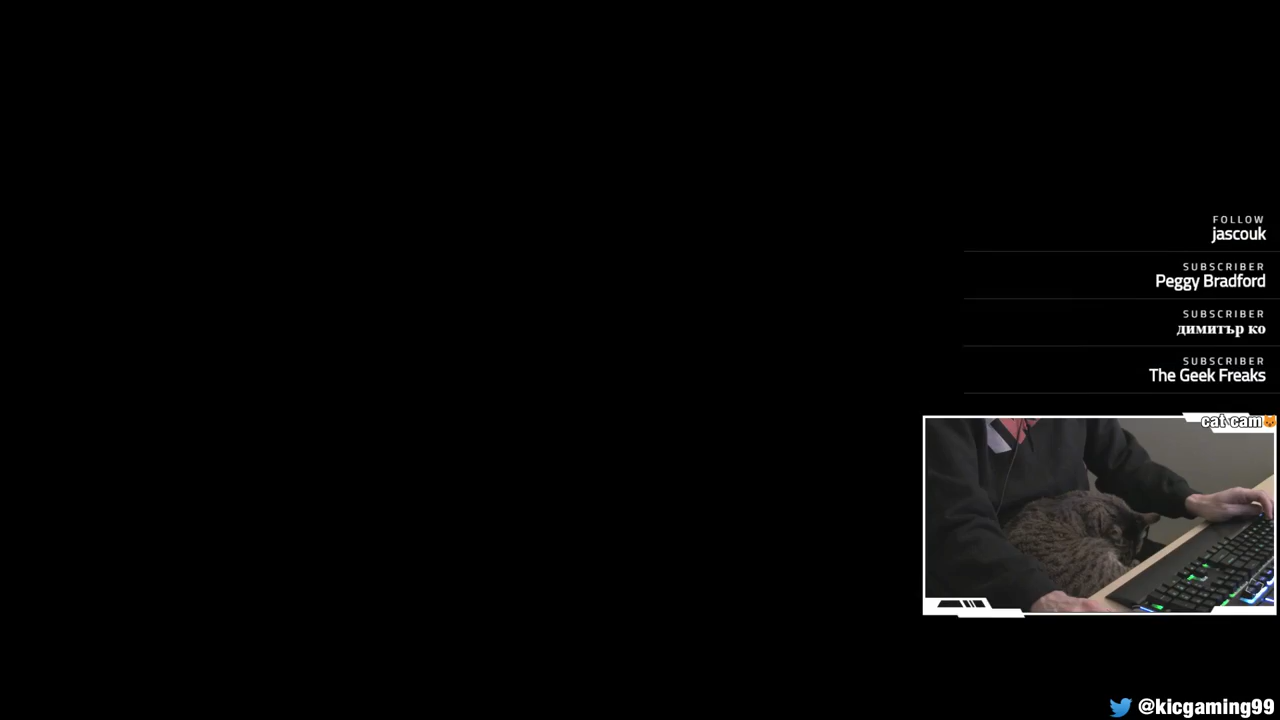 FOLLOW
jascouk
SUBSCRIBER
Peggy Bradford
SUBSCRIBER
димитър ко
SUBSCRIBER
The Geek Freaks
cat cam🐱
@kicgaming99